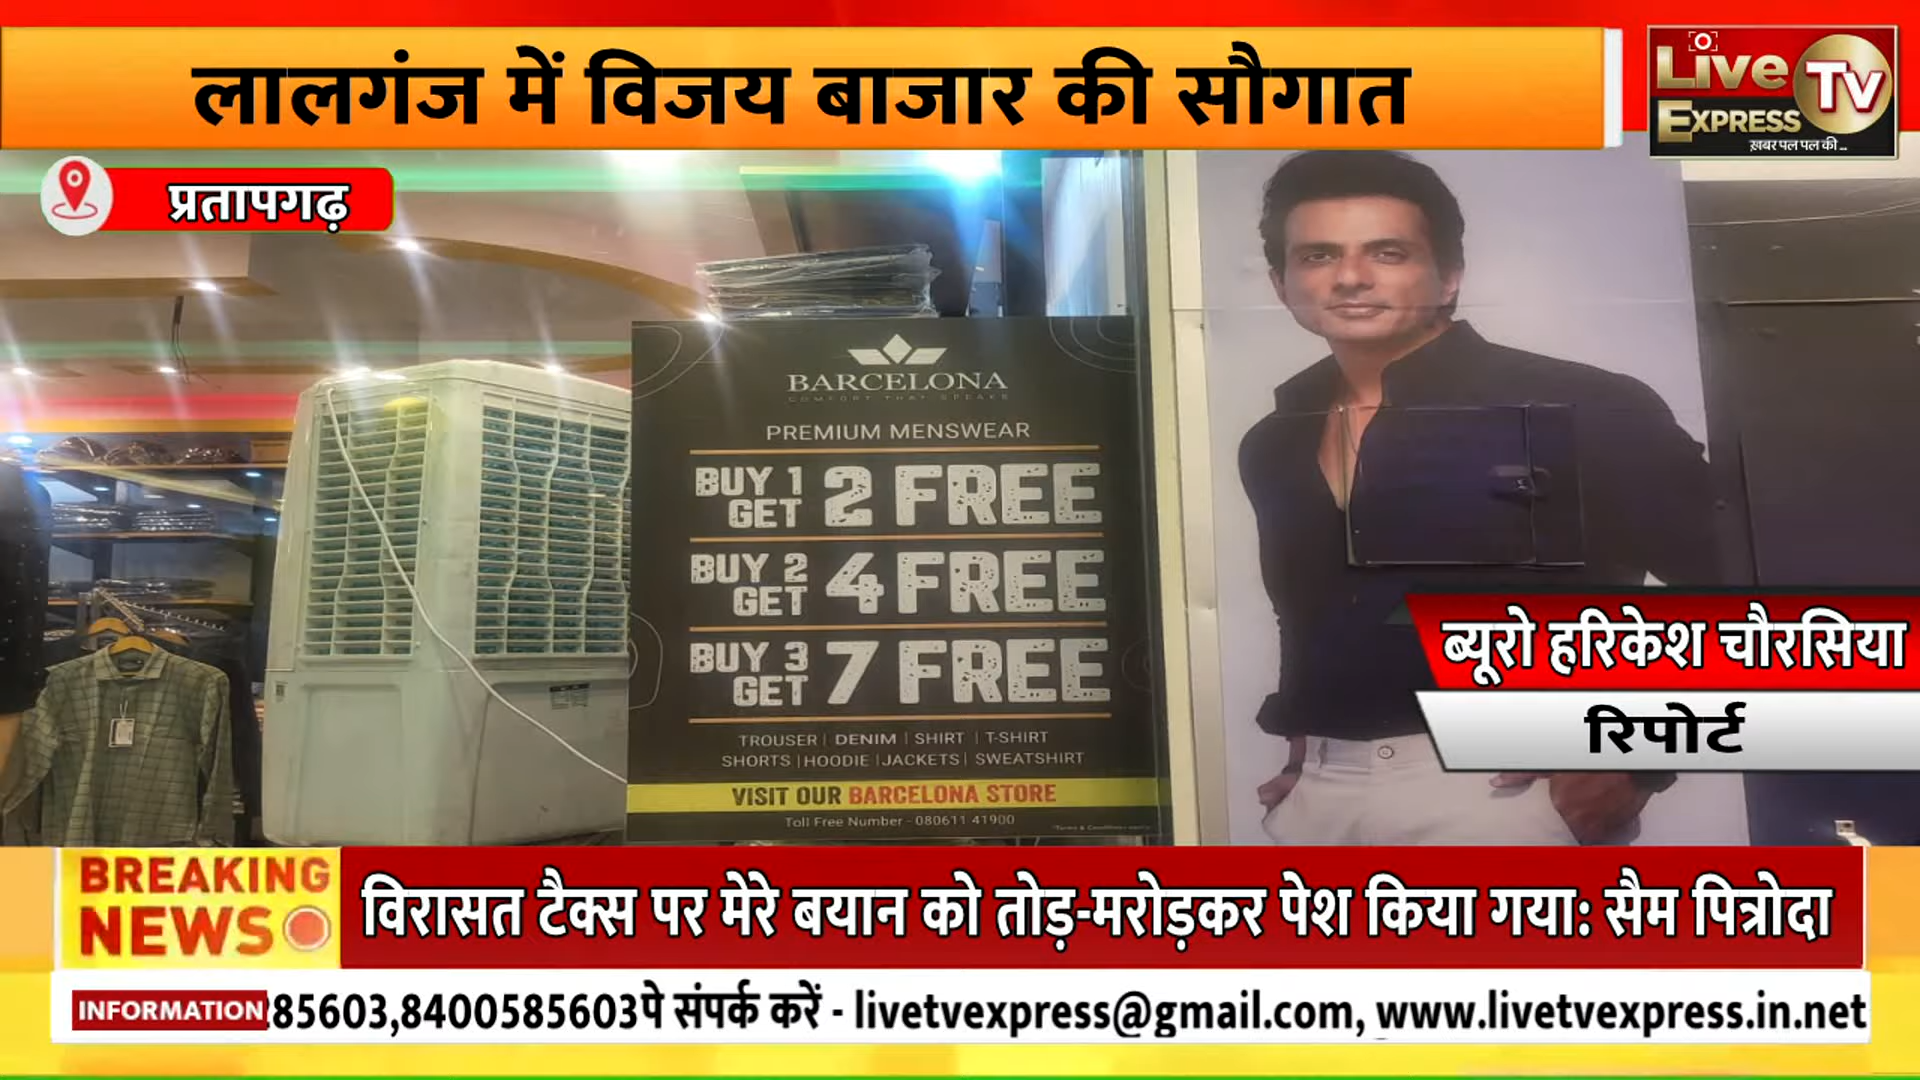 लालगंज में विजय बाजार की सौगात
Live
EXPRESS
TV
ख़बर पल पल की...
प्रतापगढ़
BARCELONA
COMFORT THAT SPEAKS
PREMIUM MENSWEAR
BUY 1 GET 2 FREE
BUY 2 GET 4 FREE
BUY 3 GET 7 FREE
TROUSER | DENIM | SHIRT | T-SHIRT
SHORTS | HOODIE | JACKETS | SWEATSHIRT
VISIT OUR BARCELONA STORE
Toll Free Number - 080611 41900
ब्यूरो हरिकेश चौरसिया
रिपोर्ट
BREAKING
NEWS
विरासत टैक्स पर मेरे बयान को तोड़-मरोड़कर पेश किया गया: सैम पित्रोदा
INFORMATION
85603,8400585603पे संपर्क करें - livetvexpress@gmail.com, www.livetvexpress.in.net